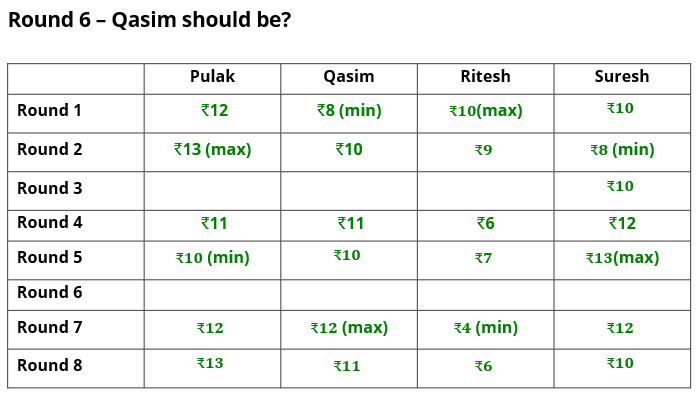 Round 6 – Qasim should be?
Pulak Qasim Ritesh Suresh
Round 1 ₹12 ₹8 (min) ₹10(max) ₹10
Round 2 ₹13 (max) ₹10 ₹9 ₹8 (min)
Round 3 ₹10
Round 4 ₹11 ₹11 ₹6 ₹12
Round 5 ₹10 (min) ₹10 ₹7 ₹13(max)
Round 6
Round 7 ₹12 ₹12 (max) ₹4 (min) ₹12
Round 8 ₹13 ₹11 ₹6 ₹10